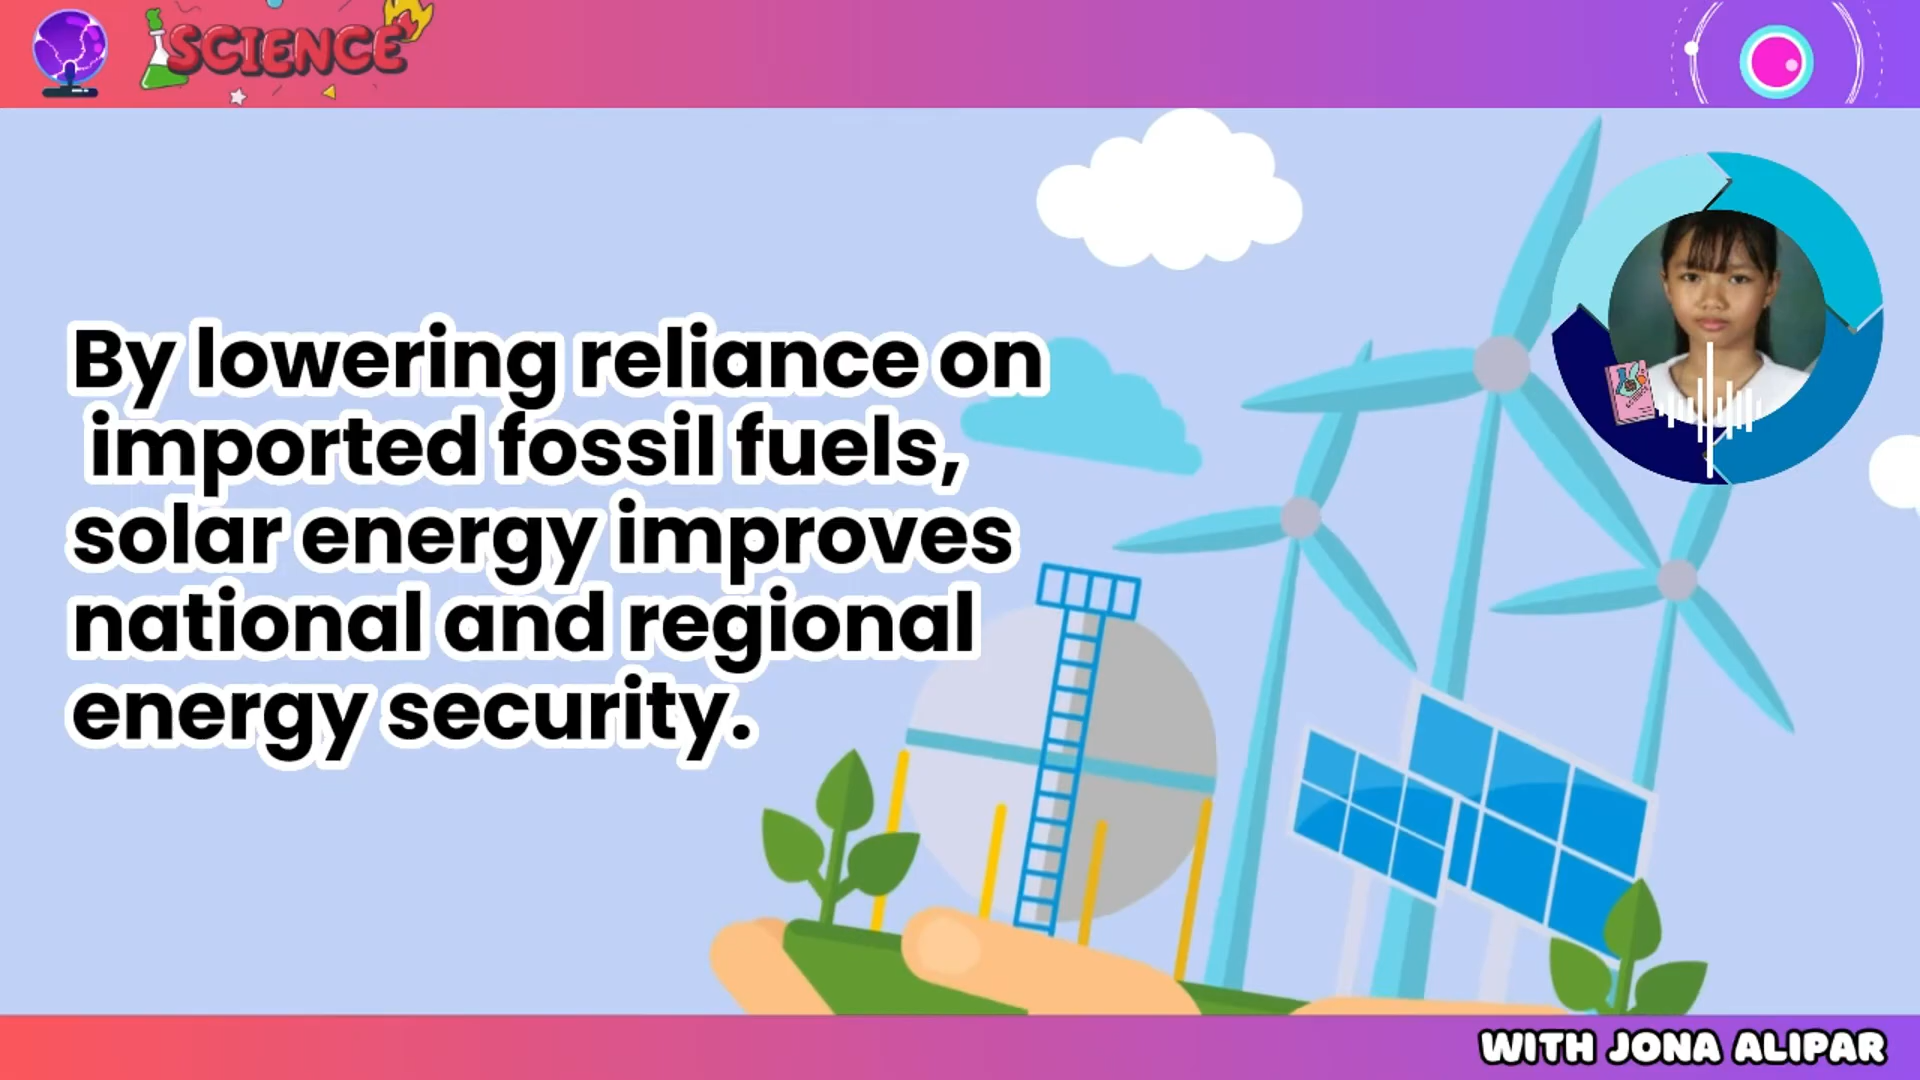 SCIENCE
By lowering reliance on
imported fossil fuels,
solar energy improves
national and regional
energy security.
WITH JONA ALIPAR